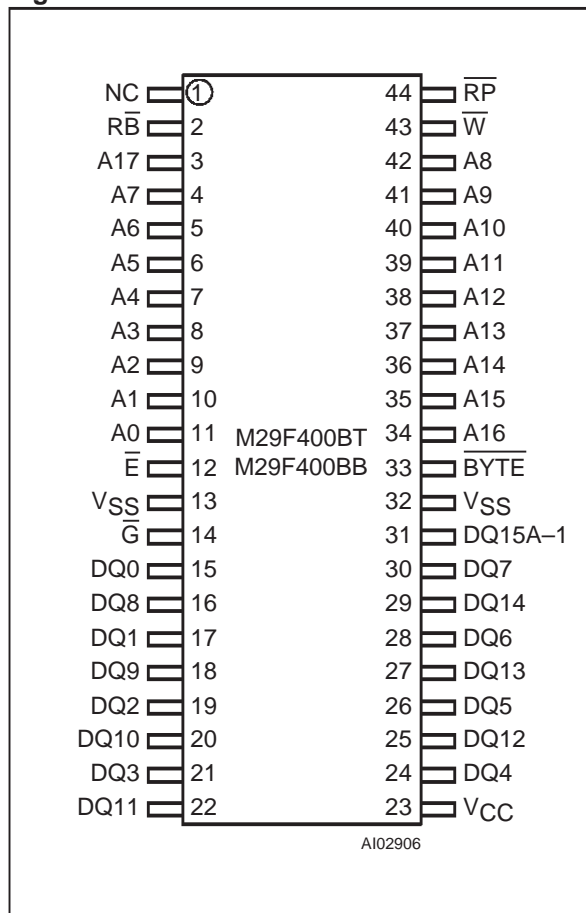 NC 1 44 R̅P̅
RB̅ 2 43 W̅
A17 3 42 A8
A7 4 41 A9
A6 5 40 A10
A5 6 39 A11
A4 7 38 A12
A3 8 37 A13
A2 9 36 A14
A1 10 35 A15
A0 11 M29F400BT 34 A16
E̅ 12 M29F400BB 33 B̅Y̅T̅E̅
VSS 13 32 VSS
G̅ 14 31 DQ15A–1
DQ0 15 30 DQ7
DQ8 16 29 DQ14
DQ1 17 28 DQ6
DQ9 18 27 DQ13
DQ2 19 26 DQ5
DQ10 20 25 DQ12
DQ3 21 24 DQ4
DQ11 22 23 VCC
AI02906